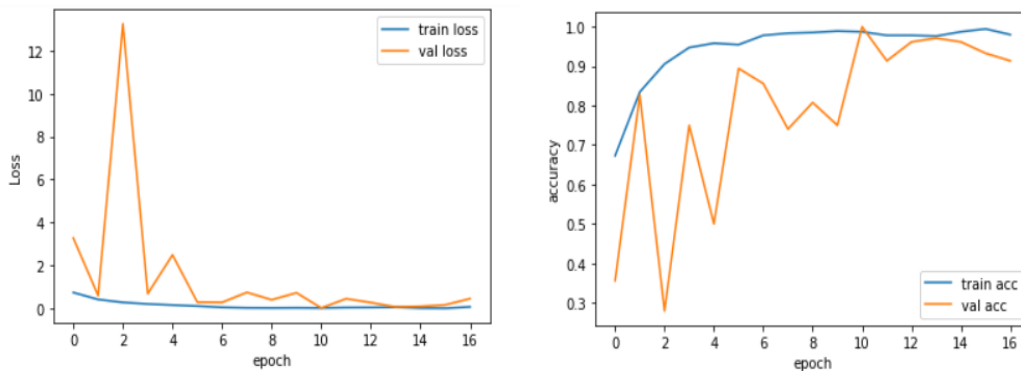 train loss
val loss
12
10
8
6
4
2
0
Loss
0 2 4 6 8 10 12 14 16
epoch
1.0
0.9
0.8
0.7
0.6
0.5
0.4
0.3
accuracy
train acc
val acc
0 2 4 6 8 10 12 14 16
epoch